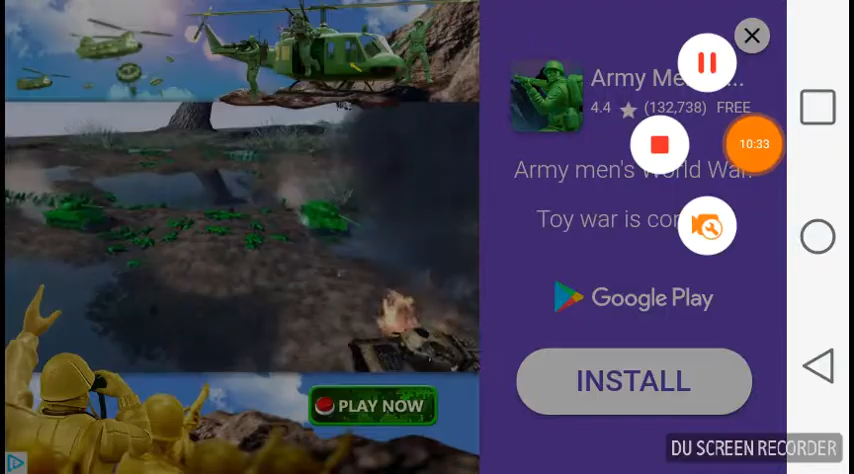 Army Me
4.4 ★ (132,738) FREE
10:33
Army men's World War.
Toy war is co
Google Play
INSTALL
PLAY NOW
DU SCREEN RECORDER